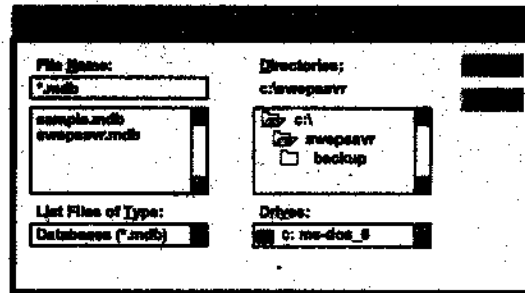 File Name:
*.mdb
sample.mdb
swepsavr.mdb
List Files of Type:
Databases (*.mdb)
Directories:
c:\swepsavr
c:\
swepsavr
backup
Drives:
c: ms-dos_6